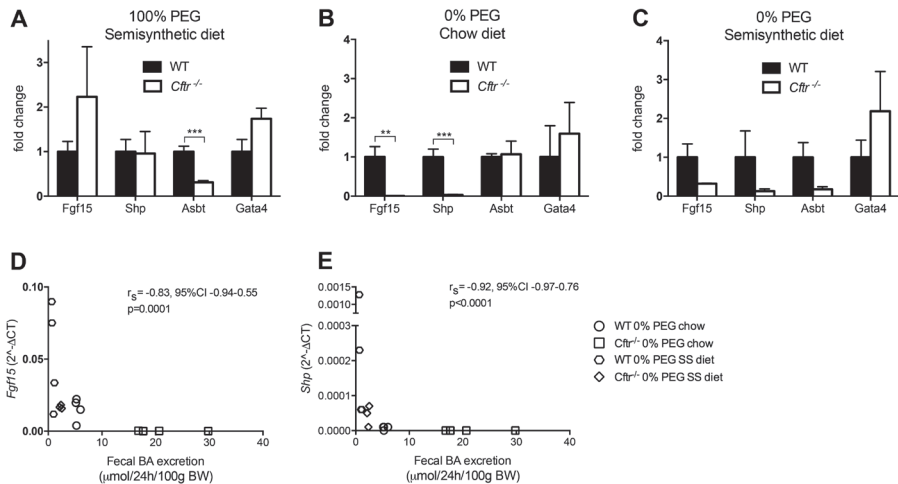 A
100% PEG
Semisynthetic diet
fold change
3
2
1
0
WT
Cftr -/-
***
Fgf15 Shp Asbt Gata4
B
0% PEG
Chow diet
fold change
4
3
2
1
0
WT
Cftr -/-
**
***
Fgf15 Shp Asbt Gata4
C
0% PEG
Semisynthetic diet
fold change
4
3
2
1
0
WT
Cftr -/-
Fgf15 Shp Asbt Gata4
D
rs= -0.83, 95%CI -0.94-0.55
p=0.0001
Fgf15 (2^-ΔCT)
0.10
0.05
0.00
0 10 20 30 40
Fecal BA excretion
(μmol/24h/100g BW)
E
rs= -0.92, 95%CI -0.97-0.76
p<0.0001
Shp (2^-ΔCT)
0.0015
0.0010
0.0003
0.0002
0.0001
0.0000
0 10 20 30 40
Fecal BA excretion
(μmol/24h/100g BW)
WT 0% PEG chow
Cftr-/- 0% PEG chow
WT 0% PEG SS diet
Cftr-/- 0% PEG SS diet